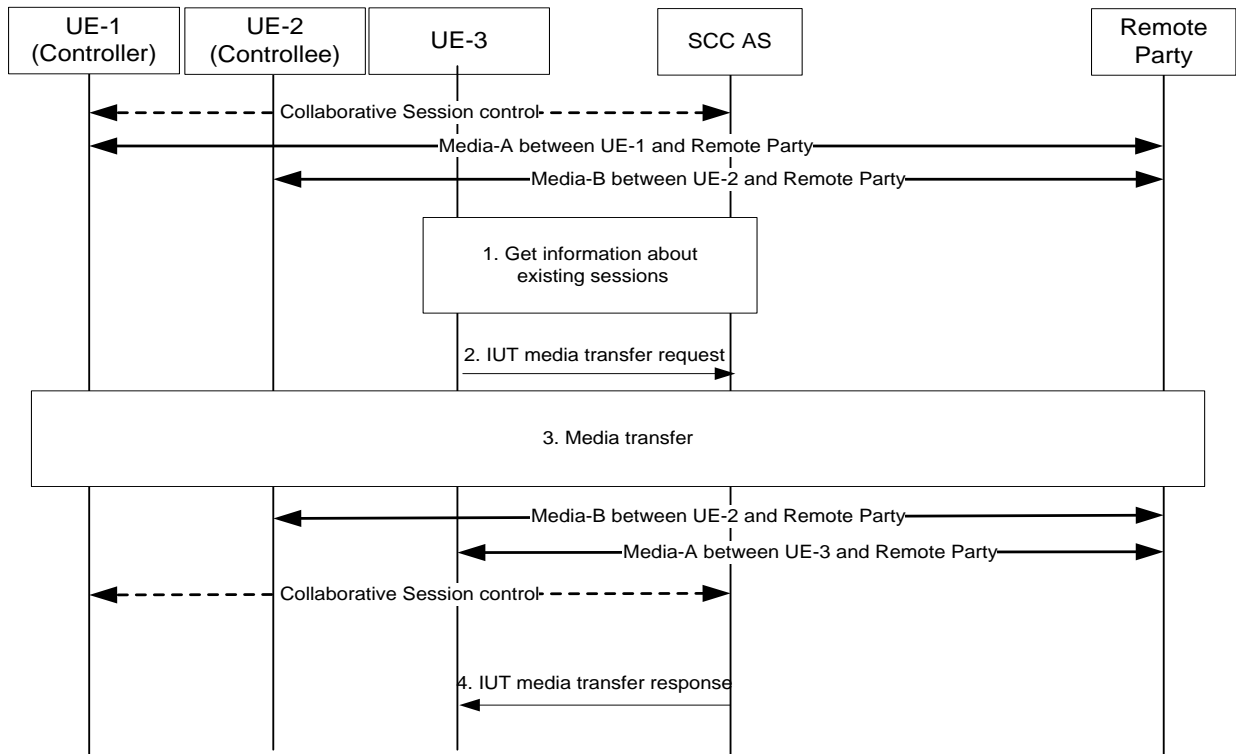 UE-1
(Controller)
UE-2
(Controllee)
UE-3
SCC AS
Remote
Party
Collaborative Session control
Media-A between UE-1 and Remote Party
Media-B between UE-2 and Remote Party
1. Get information about
existing sessions
2. IUT media transfer request
3. Media transfer
Media-B between UE-2 and Remote Party
Media-A between UE-3 and Remote Party
Collaborative Session control
4. IUT media transfer response